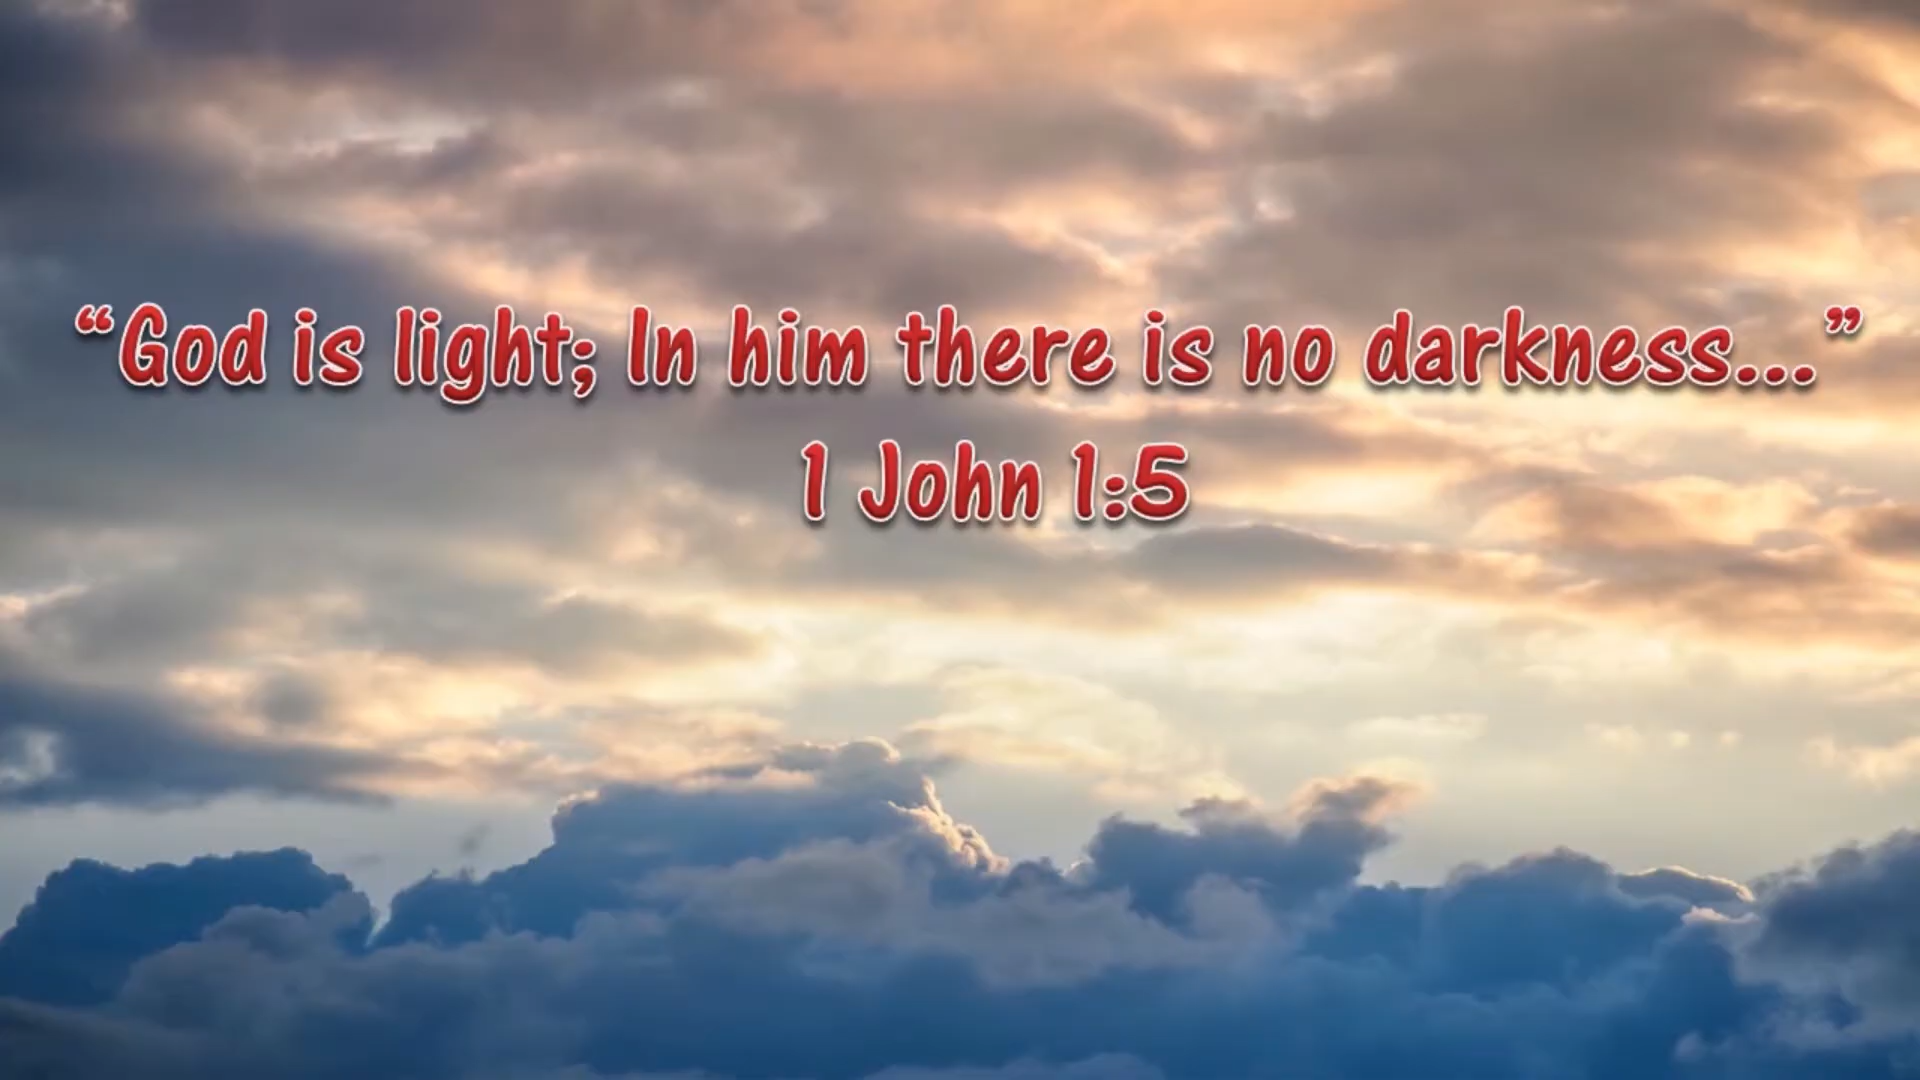 “God is light; In him there is no darkness...”
1 John 1:5